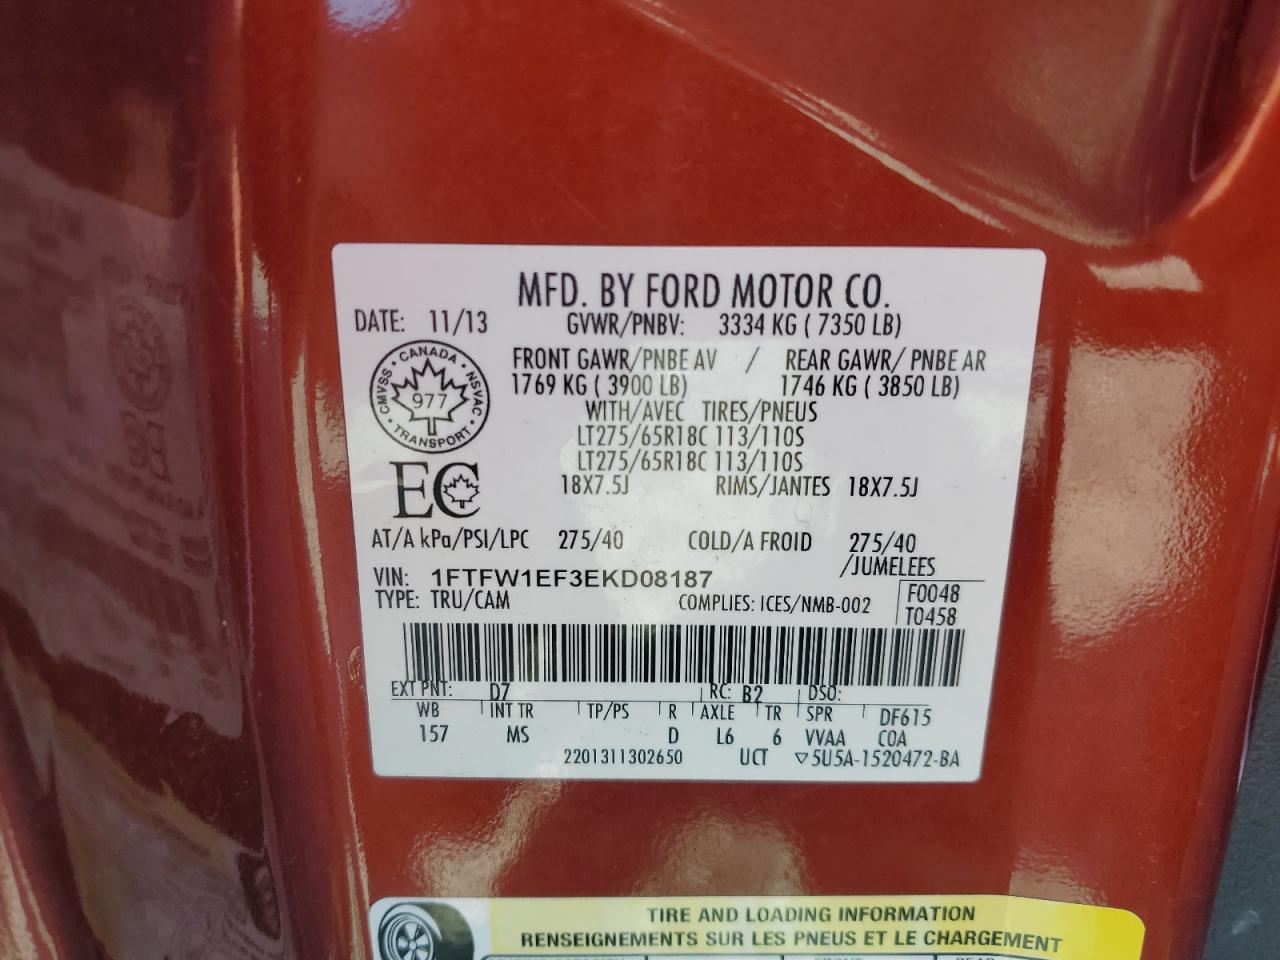 MFD. BY FORD MOTOR CO.
DATE: 11/13 GVWR/PNBV: 3334 KG ( 7350 LB)
FRONT GAWR/PNBE AV / REAR GAWR/ PNBE AR
1769 KG ( 3900 LB) 1746 KG ( 3850 LB)
WITH/AVEC TIRES/PNEUS
LT275/65R18C 113/110S
LT275/65R18C 113/110S
18X7.5J RIMS/JANTES 18X7.5J
CANADA
CMVSS NSVAC
977
TRANSPORT
EC
AT/A kPa/PSI/LPC 275/40 COLD/A FROID 275/40
/JUMELEES
VIN: 1FTFW1EF3EKD08187
TYPE: TRU/CAM COMPLIES: ICES/NMB-002
F0048
T0458
EXT PNT: D7 RC: B2 DSO:
WB INT TR TP/PS R AXLE TR SPR DF615
157 MS D L6 6 VVAA COA
2201311302650 UCT ▽5U5A-1520472-BA
TIRE AND LOADING INFORMATION
RENSEIGNEMENTS SUR LES PNEUS ET LE CHARGEMENT